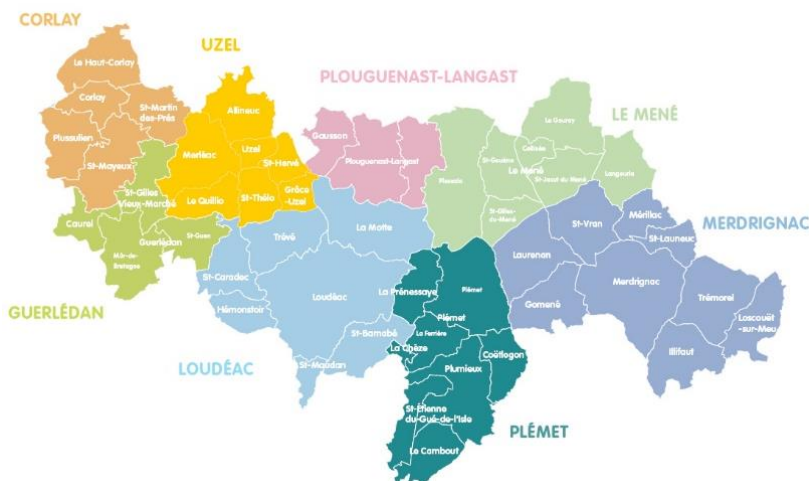 CORLAY
Le Haut-Corlay
Corlay
St-Martin
des-Prés
Plussulien
St-Mayeux
UZEL
Allineuc
Merléac
Uzel
St-Hervé
Le Quillio
St-Thélo
Grâce-
Uzel
PLOUGUENAST-LANGAST
Gausson
Plouguenast-Langast
LE MENÉ
Le Gouray
Collinée
St-Goueno
Le Mené
St-Jacut du Mené
Langourla
Plessala
St-Gilles-
du-Mené
GUERLÉDAN
St-Gilles
Vieux-Marché
Caurel
Mûr-de-
Bretagne
Guerlédan
St-Guen
LOUDÉAC
Trévé
La Motte
St-Caradec
Hémonstoir
Loudéac
St-Barnabé
St-Maudan
MERDRIGNAC
St-Vran
Mérillac
St-Launeuc
Laurenan
Merdrignac
Gomené
Trémorel
Loscouët
-sur-Meu
Illifaut
PLÉMET
La Prénessaye
Plémet
Plémet
La Ferrière
La Chèze
Coëtlogon
Plumieux
St-Étienne
du-Gué-de-l'Isle
Le Cambout